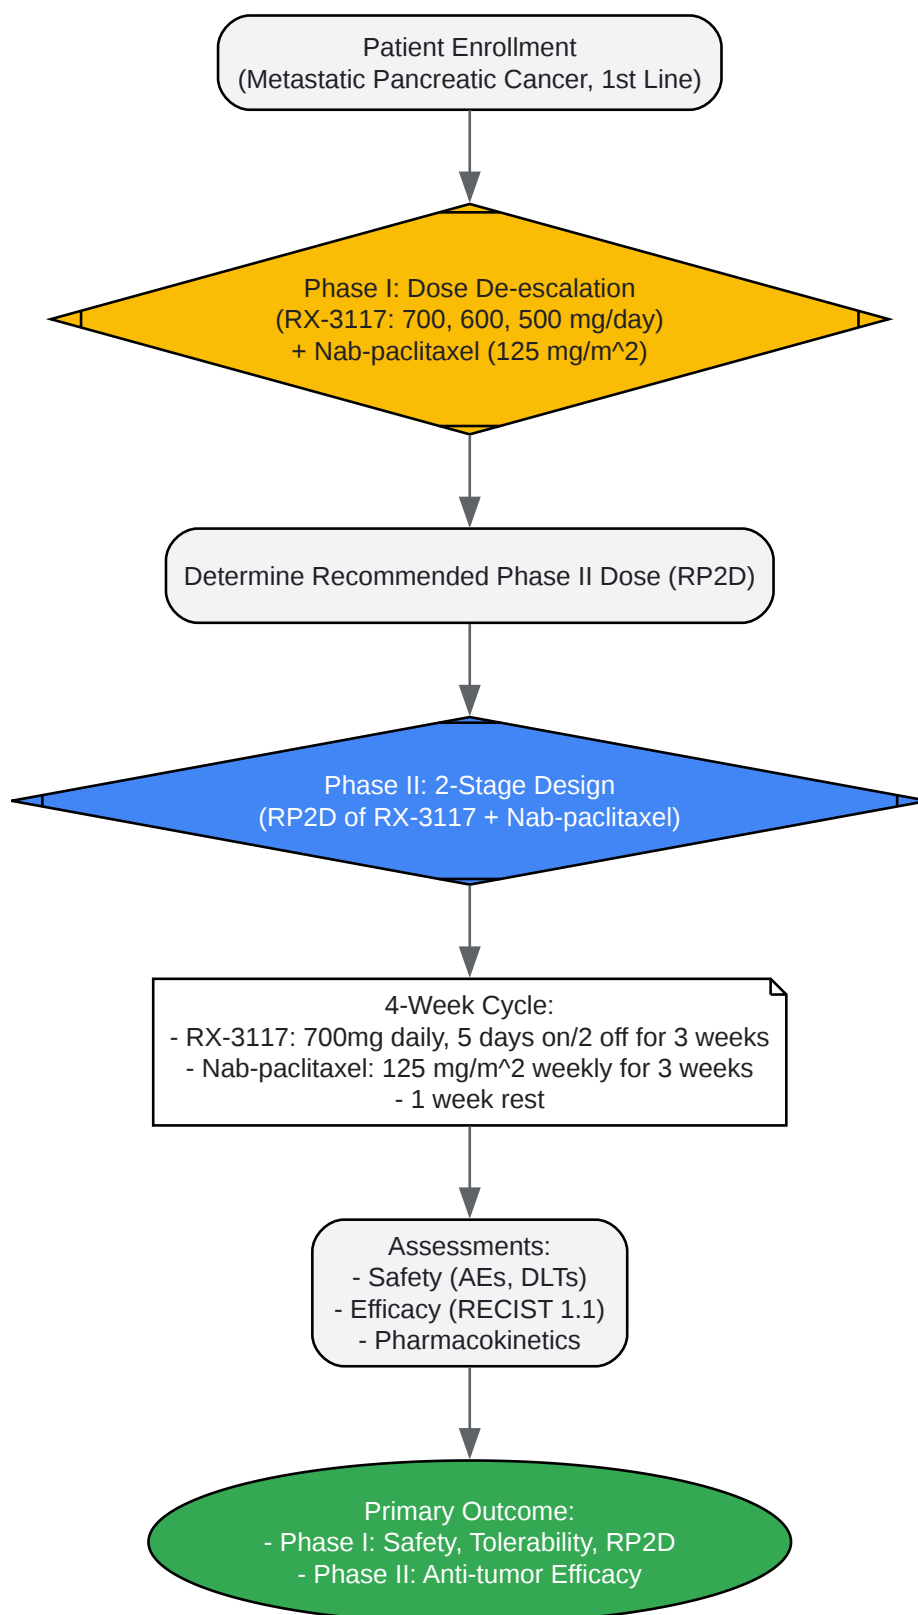 Patient Enrollment
(Metastatic Pancreatic Cancer, 1st Line)
Phase I: Dose De-escalation
(RX-3117: 700, 600, 500 mg/day)
+ Nab-paclitaxel (125 mg/m^2)
Determine Recommended Phase II Dose (RP2D)
Phase II: 2-Stage Design
(RP2D of RX-3117 + Nab-paclitaxel)
4-Week Cycle:
- RX-3117: 700mg daily, 5 days on/2 off for 3 weeks
- Nab-paclitaxel: 125 mg/m^2 weekly for 3 weeks
- 1 week rest
Assessments:
- Safety (AEs, DLTs)
- Efficacy (RECIST 1.1)
- Pharmacokinetics
Primary Outcome:
- Phase I: Safety, Tolerability, RP2D
- Phase II: Anti-tumor Efficacy